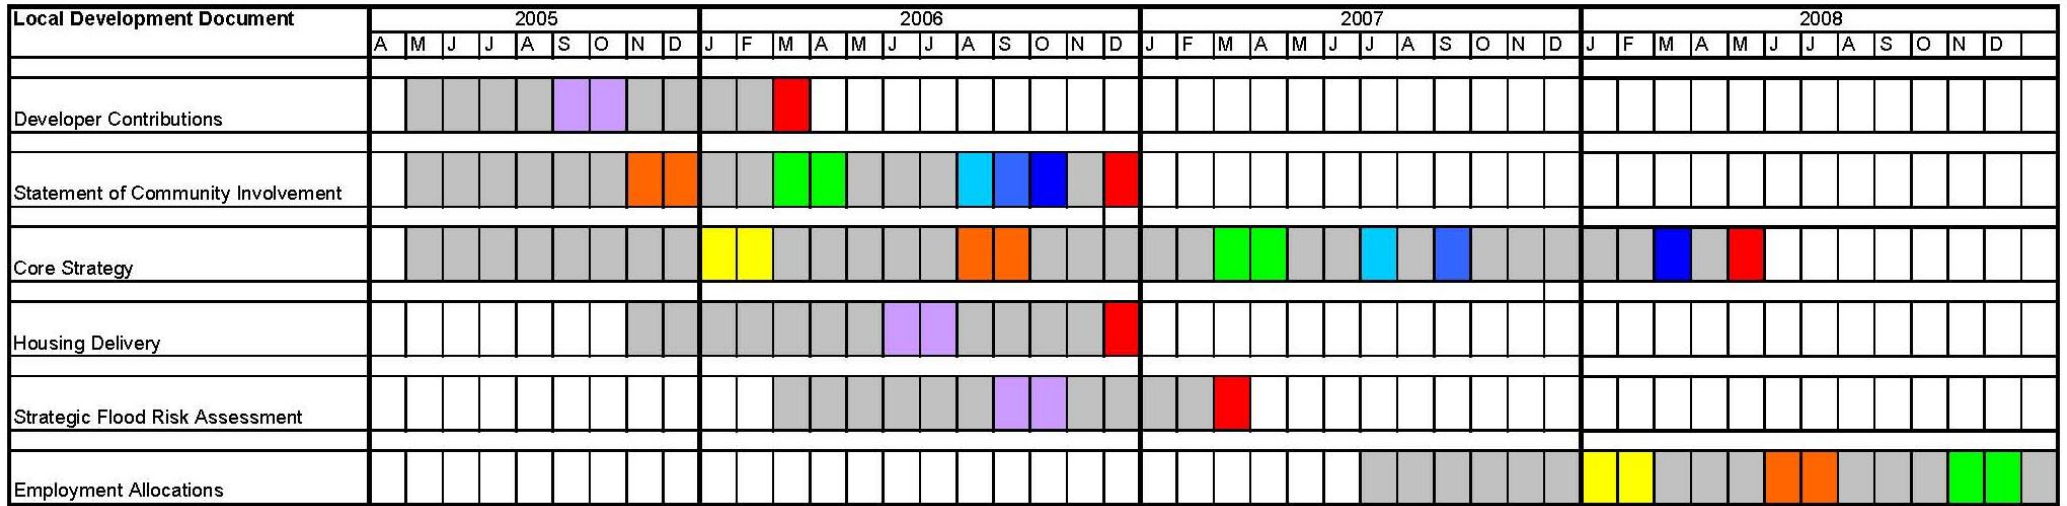 Local Development Document 2005 2006 2007 2008
A M J J A S O N D J F M A M J J A S O N D J F M A M J J A S O N D J F M A M J J A S O N D
Developer Contributions
Statement of Community Involvement
Core Strategy
Housing Delivery
Strategic Flood Risk Assessment
Employment Allocations